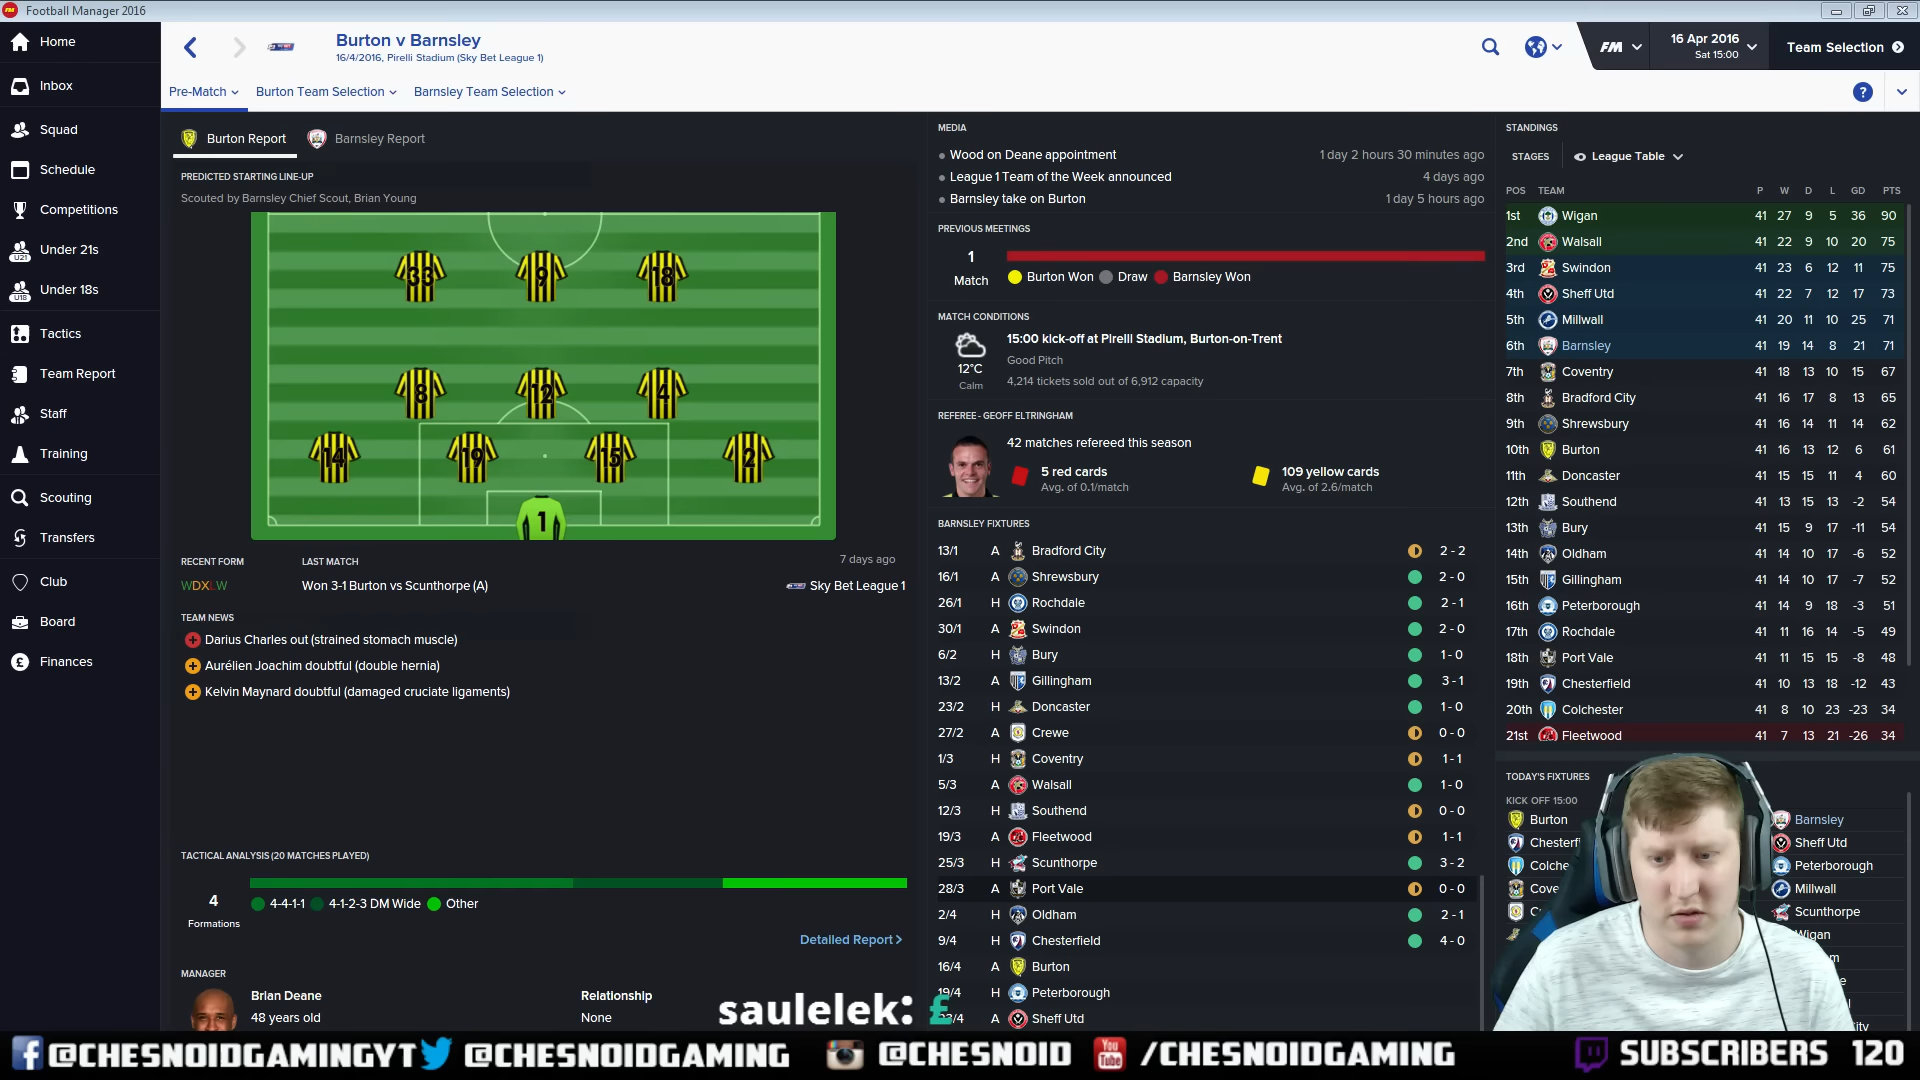 Football Manager 2016
Home
Inbox
Squad
Schedule
Competitions
Under 21s
Under 18s
Tactics
Team Report
Staff
Training
Scouting
Transfers
Club
Board
Finances
Burton v Barnsley
16/4/2016, Pirelli Stadium (Sky Bet League 1)
FM
16 Apr 2016
Sat 15:00
Team Selection
Pre-Match
Burton Team Selection
Barnsley Team Selection
?
Burton Report
Barnsley Report
PREDICTED STARTING LINE-UP
Scouted by Barnsley Chief Scout, Brian Young
33 9 18
8 12 4
14 19 15 2
1
RECENT FORM
WDXLW
LAST MATCH
7 days ago
Won 3-1 Burton vs Scunthorpe (A)
Sky Bet League 1
TEAM NEWS
Darius Charles out (strained stomach muscle)
Aurélien Joachim doubtful (double hernia)
Kelvin Maynard doubtful (damaged cruciate ligaments)
TACTICAL ANALYSIS (20 MATCHES PLAYED)
4
Formations
4-4-1-1 4-1-2-3 DM Wide Other
Detailed Report >
MANAGER
Brian Deane
48 years old
Relationship
None
MEDIA
Wood on Deane appointment 1 day 2 hours 30 minutes ago
League 1 Team of the Week announced 4 days ago
Barnsley take on Burton 1 day 5 hours ago
PREVIOUS MEETINGS
1
Match
Burton Won Draw Barnsley Won
MATCH CONDITIONS
12°C
Calm
15:00 kick-off at Pirelli Stadium, Burton-on-Trent
Good Pitch
4,214 tickets sold out of 6,912 capacity
REFEREE - GEOFF ELTRINGHAM
42 matches refereed this season
5 red cards
Avg. of 0.1/match
109 yellow cards
Avg. of 2.6/match
BARNSLEY FIXTURES
13/1 A Bradford City 2 - 2
16/1 A Shrewsbury 2 - 0
26/1 H Rochdale 2 - 1
30/1 A Swindon 2 - 0
6/2 H Bury 1 - 0
13/2 A Gillingham 3 - 1
23/2 H Doncaster 1 - 0
27/2 A Crewe 0 - 0
1/3 H Coventry 1 - 1
5/3 A Walsall 1 - 0
12/3 H Southend 0 - 0
19/3 A Fleetwood 1 - 1
25/3 H Scunthorpe 3 - 2
28/3 A Port Vale 0 - 0
2/4 H Oldham 2 - 1
9/4 H Chesterfield 4 - 0
16/4 A Burton
19/4 H Peterborough
A Sheff Utd
STANDINGS
STAGES
League Table
POS TEAM P W D L GD PTS
1st Wigan 41 27 9 5 36 90
2nd Walsall 41 22 9 10 20 75
3rd Swindon 41 23 6 12 11 75
4th Sheff Utd 41 22 7 12 17 73
5th Millwall 41 20 11 10 25 71
6th Barnsley 41 19 14 8 21 71
7th Coventry 41 18 13 10 15 67
8th Bradford City 41 16 17 8 13 65
9th Shrewsbury 41 16 14 11 14 62
10th Burton 41 16 13 12 6 61
11th Doncaster 41 15 15 11 4 60
12th Southend 41 13 15 13 -2 54
13th Bury 41 15 9 17 -11 54
14th Oldham 41 14 10 17 -6 52
15th Gillingham 41 14 10 17 -7 52
16th Peterborough 41 14 9 18 -3 51
17th Rochdale 41 11 16 14 -5 49
18th Port Vale 41 11 15 15 -8 48
19th Chesterfield 41 10 13 18 -12 43
20th Colchester 41 8 10 23 -23 34
21st Fleetwood 41 7 13 21 -26 34
TODAY'S FIXTURES
KICK OFF 15:00
Burton Barnsley
Chesterf Sheff Utd
Colche Peterborough
Cove Millwall
Scunthorpe
Wigan
saulelek: £
@CHESNOIDGAMINGYT @CHESNOIDGAMING @CHESNOID You Tube /CHESNOIDGAMING SUBSCRIBERS 120